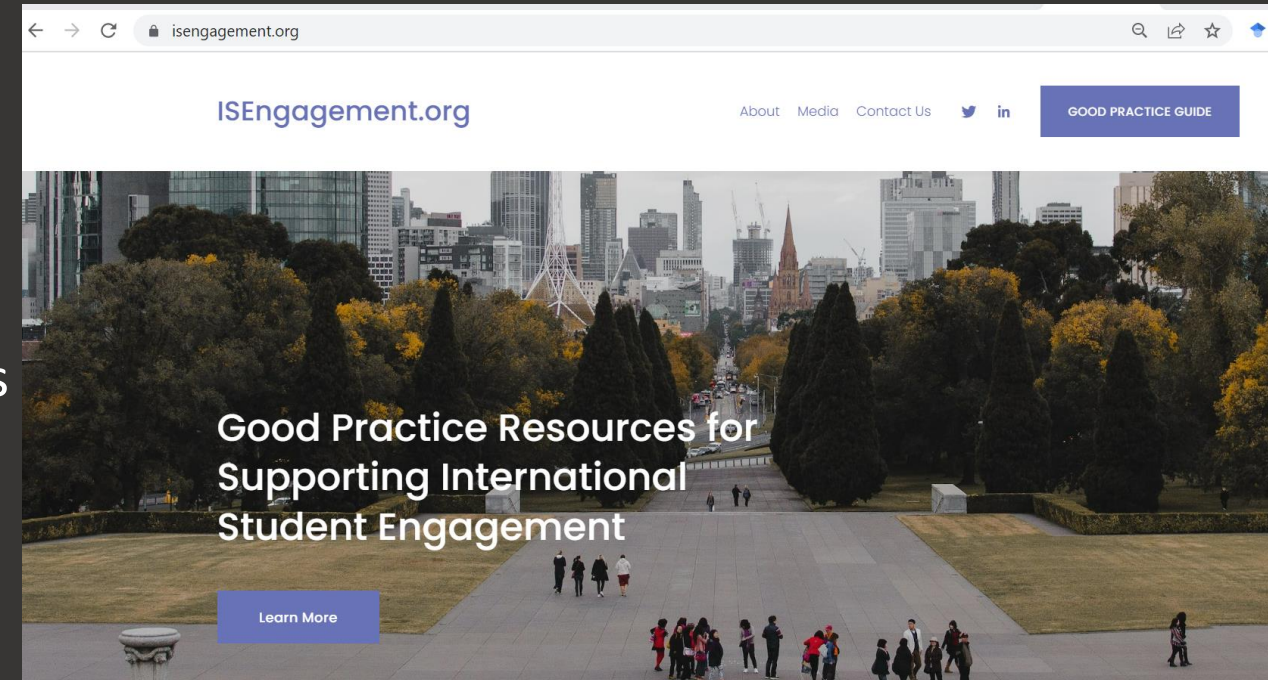 isengagement.org
ISEngagement.org
About Media Contact Us in GOOD PRACTICE GUIDE
s
Good Practice Resources for
Supporting International
Student Engagement
Learn More